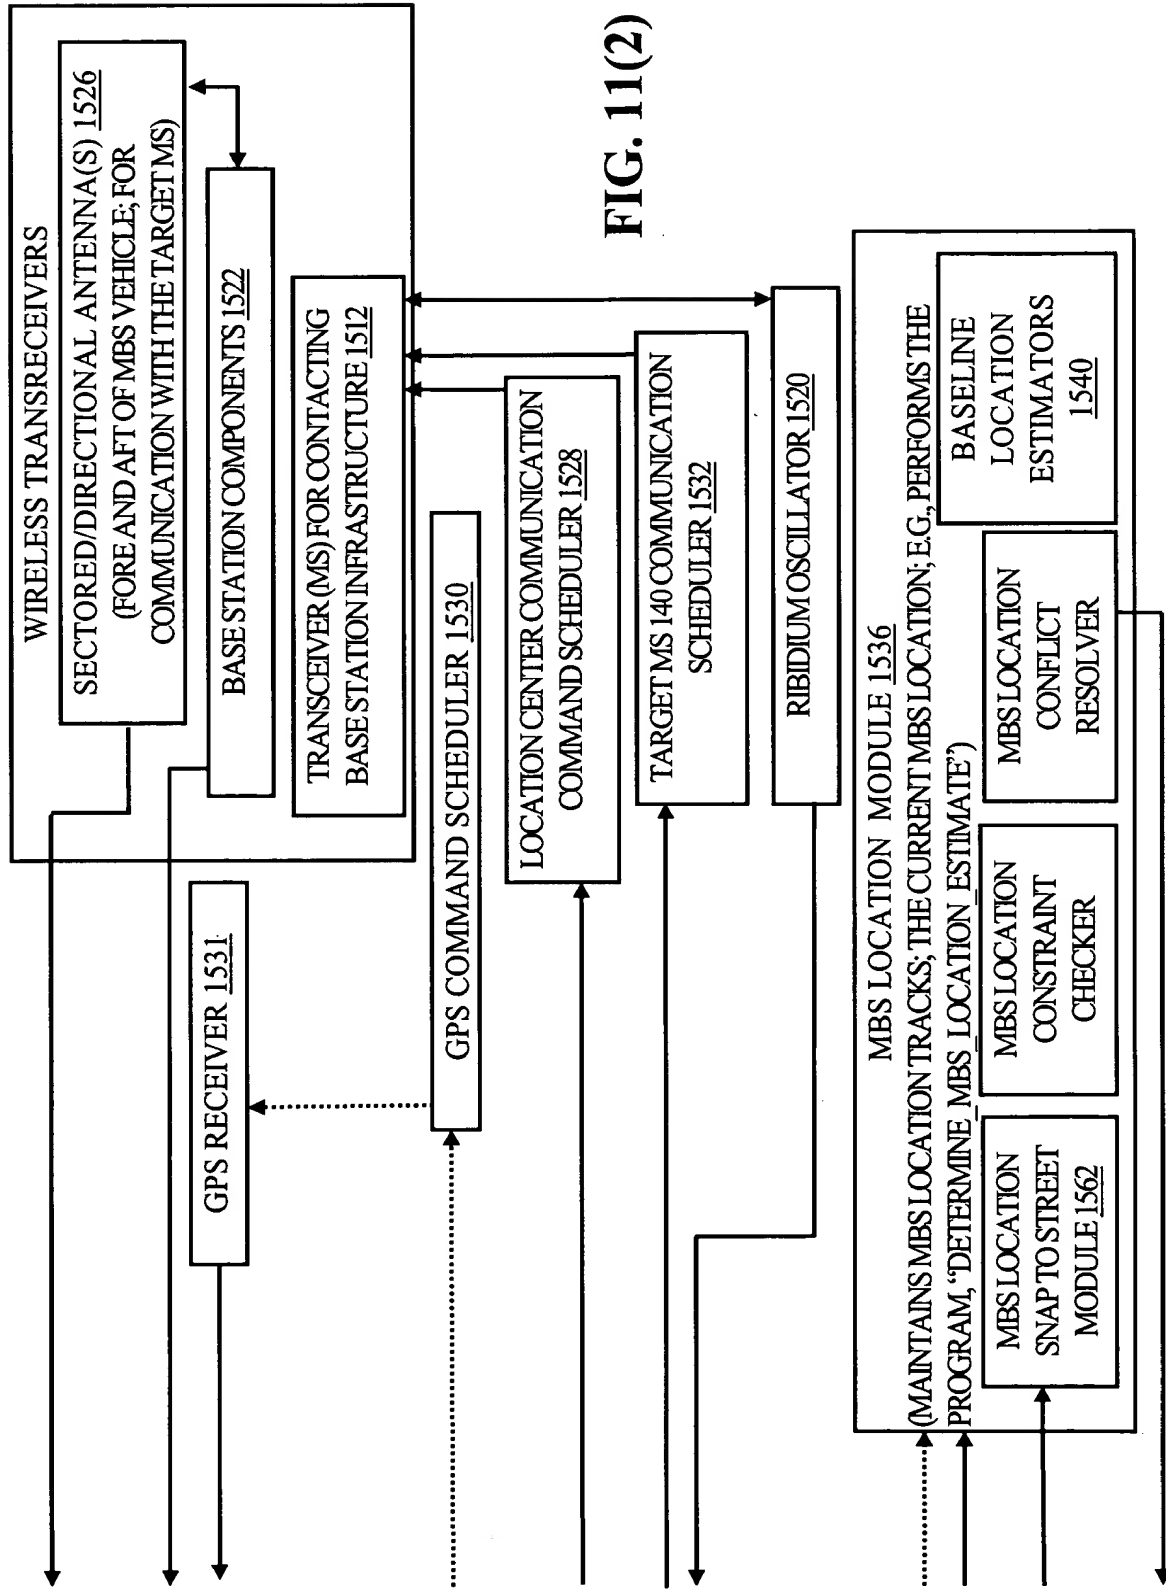 WIRELESS TRANSRECEIVERS
SECTORED/DIRECTIONAL ANTENNA(S) 1526
(FORE AND AFT OF MBS VEHICLE; FOR
COMMUNICATION WITH THE TARGET MS)
BASE STATION COMPONENTS 1522
TRANSCEIVER (MS) FOR CONTACTING
BASE STATION INFRASTRUCTURE 1512
GPS RECEIVER 1531
GPS COMMAND SCHEDULER 1530
LOCATION CENTER COMMUNICATION
COMMAND SCHEDULER 1528
TARGET MS 140 COMMUNICATION
SCHEDULER 1532
RIBIDIUM OSCILLATOR 1520
MBS LOCATION MODULE 1536
(MAINTAINS MBS LOCATION TRACKS; THE CURRENT MBS LOCATION; E.G., PERFORMS THE
PROGRAM, “DETERMINE_MBS_LOCATION_ESTIMATE”)
MBS LOCATION
SNAP TO STREET
MODULE 1562
MBS LOCATION
CONSTRAINT
CHECKER
MBS LOCATION
CONFLICT
RESOLVER
BASELINE
LOCATION
ESTIMATORS
1540
FIG. 11(2)